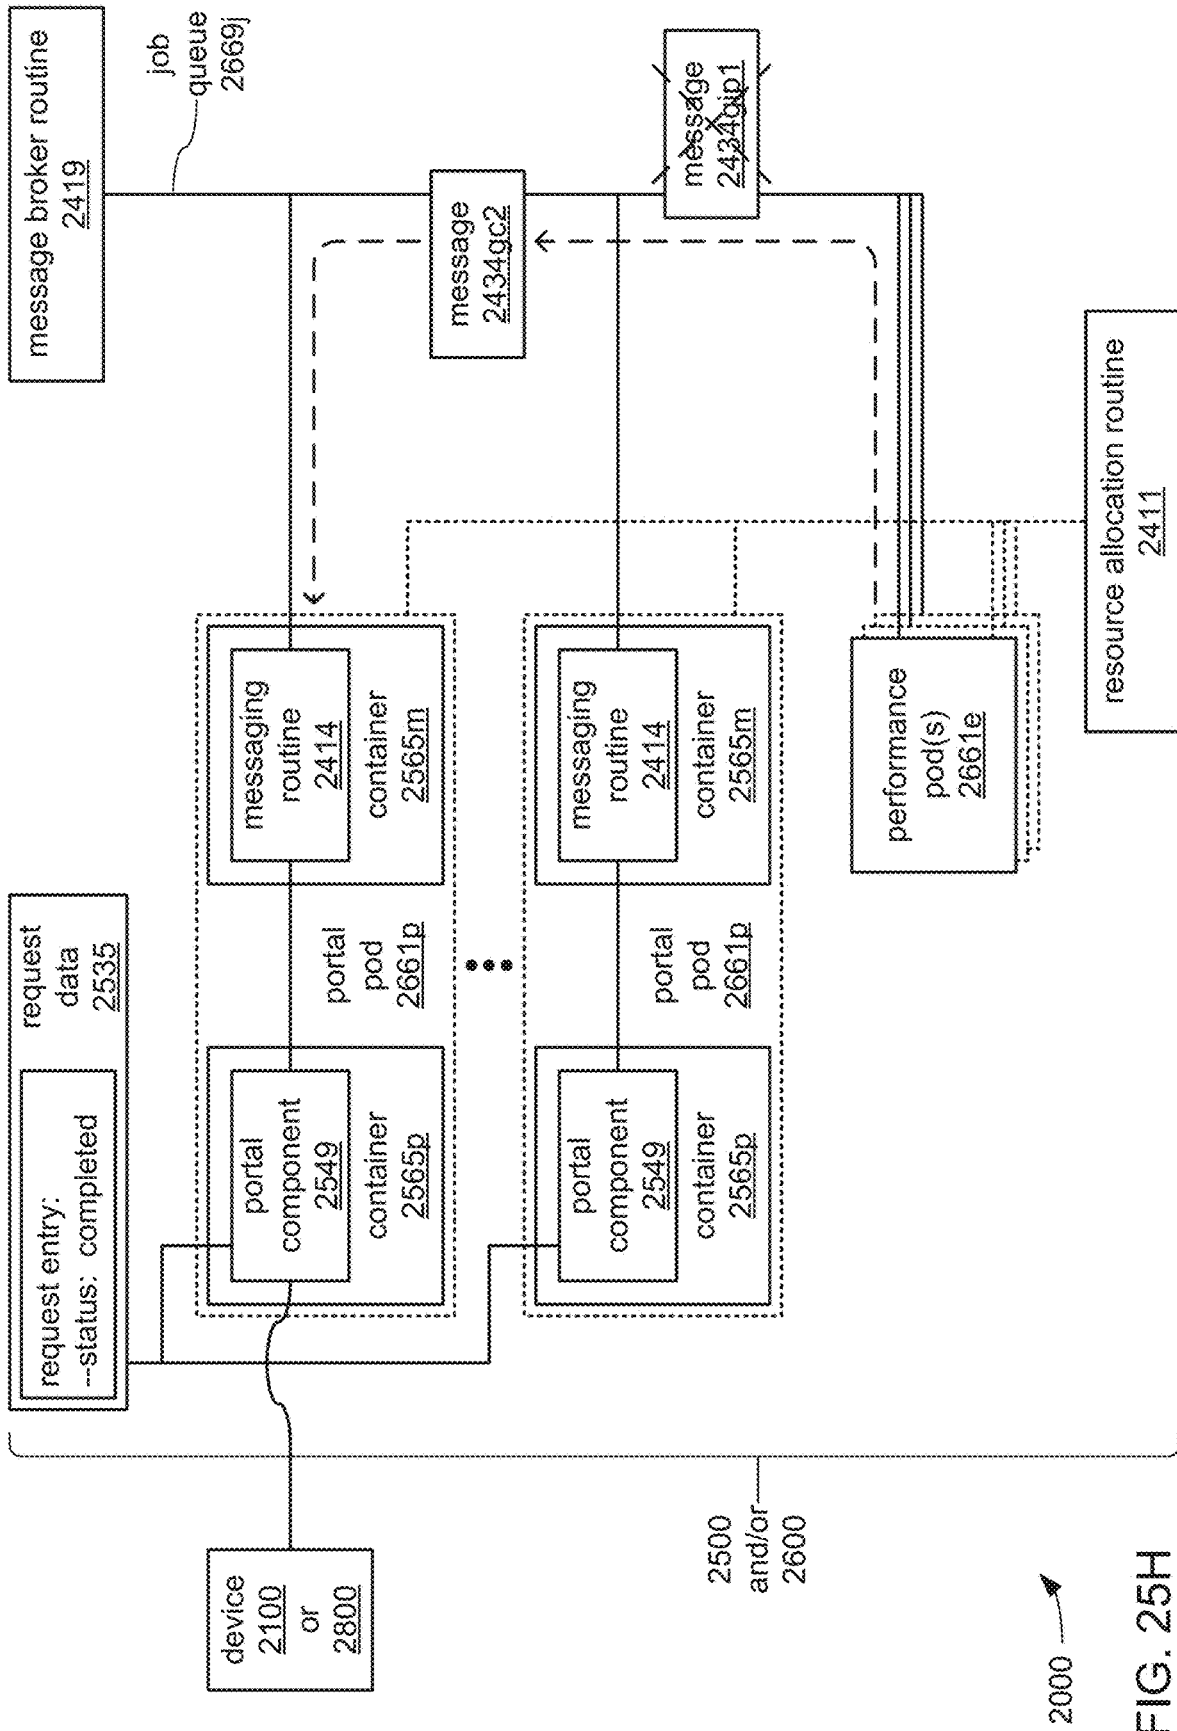 message broker routine
2419
job
queue
2669j
request entry:
--status: completed
request
data
2535
device
2100
or
2800
portal
component
2549
container
2565p
portal
pod
2661p
messaging
routine
2414
container
2565m
message
2434gc2
portal
component
2549
container
2565p
portal
pod
2661p
messaging
routine
2414
container
2565m
message
2434gip1
performance
pod(s)
2661e
resource allocation routine
2411
2500
and/or
2600
2000
FIG. 25H